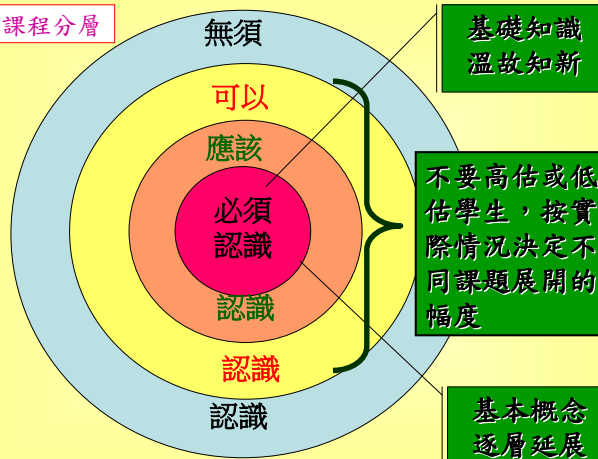 課程分層
無須
可以
應該
必須
認識
認識
認識
認識
基礎知識
溫故知新
不要高估或低
估學生，按實
際情況決定不
同課題展開的
幅度
基本概念
逐層延展